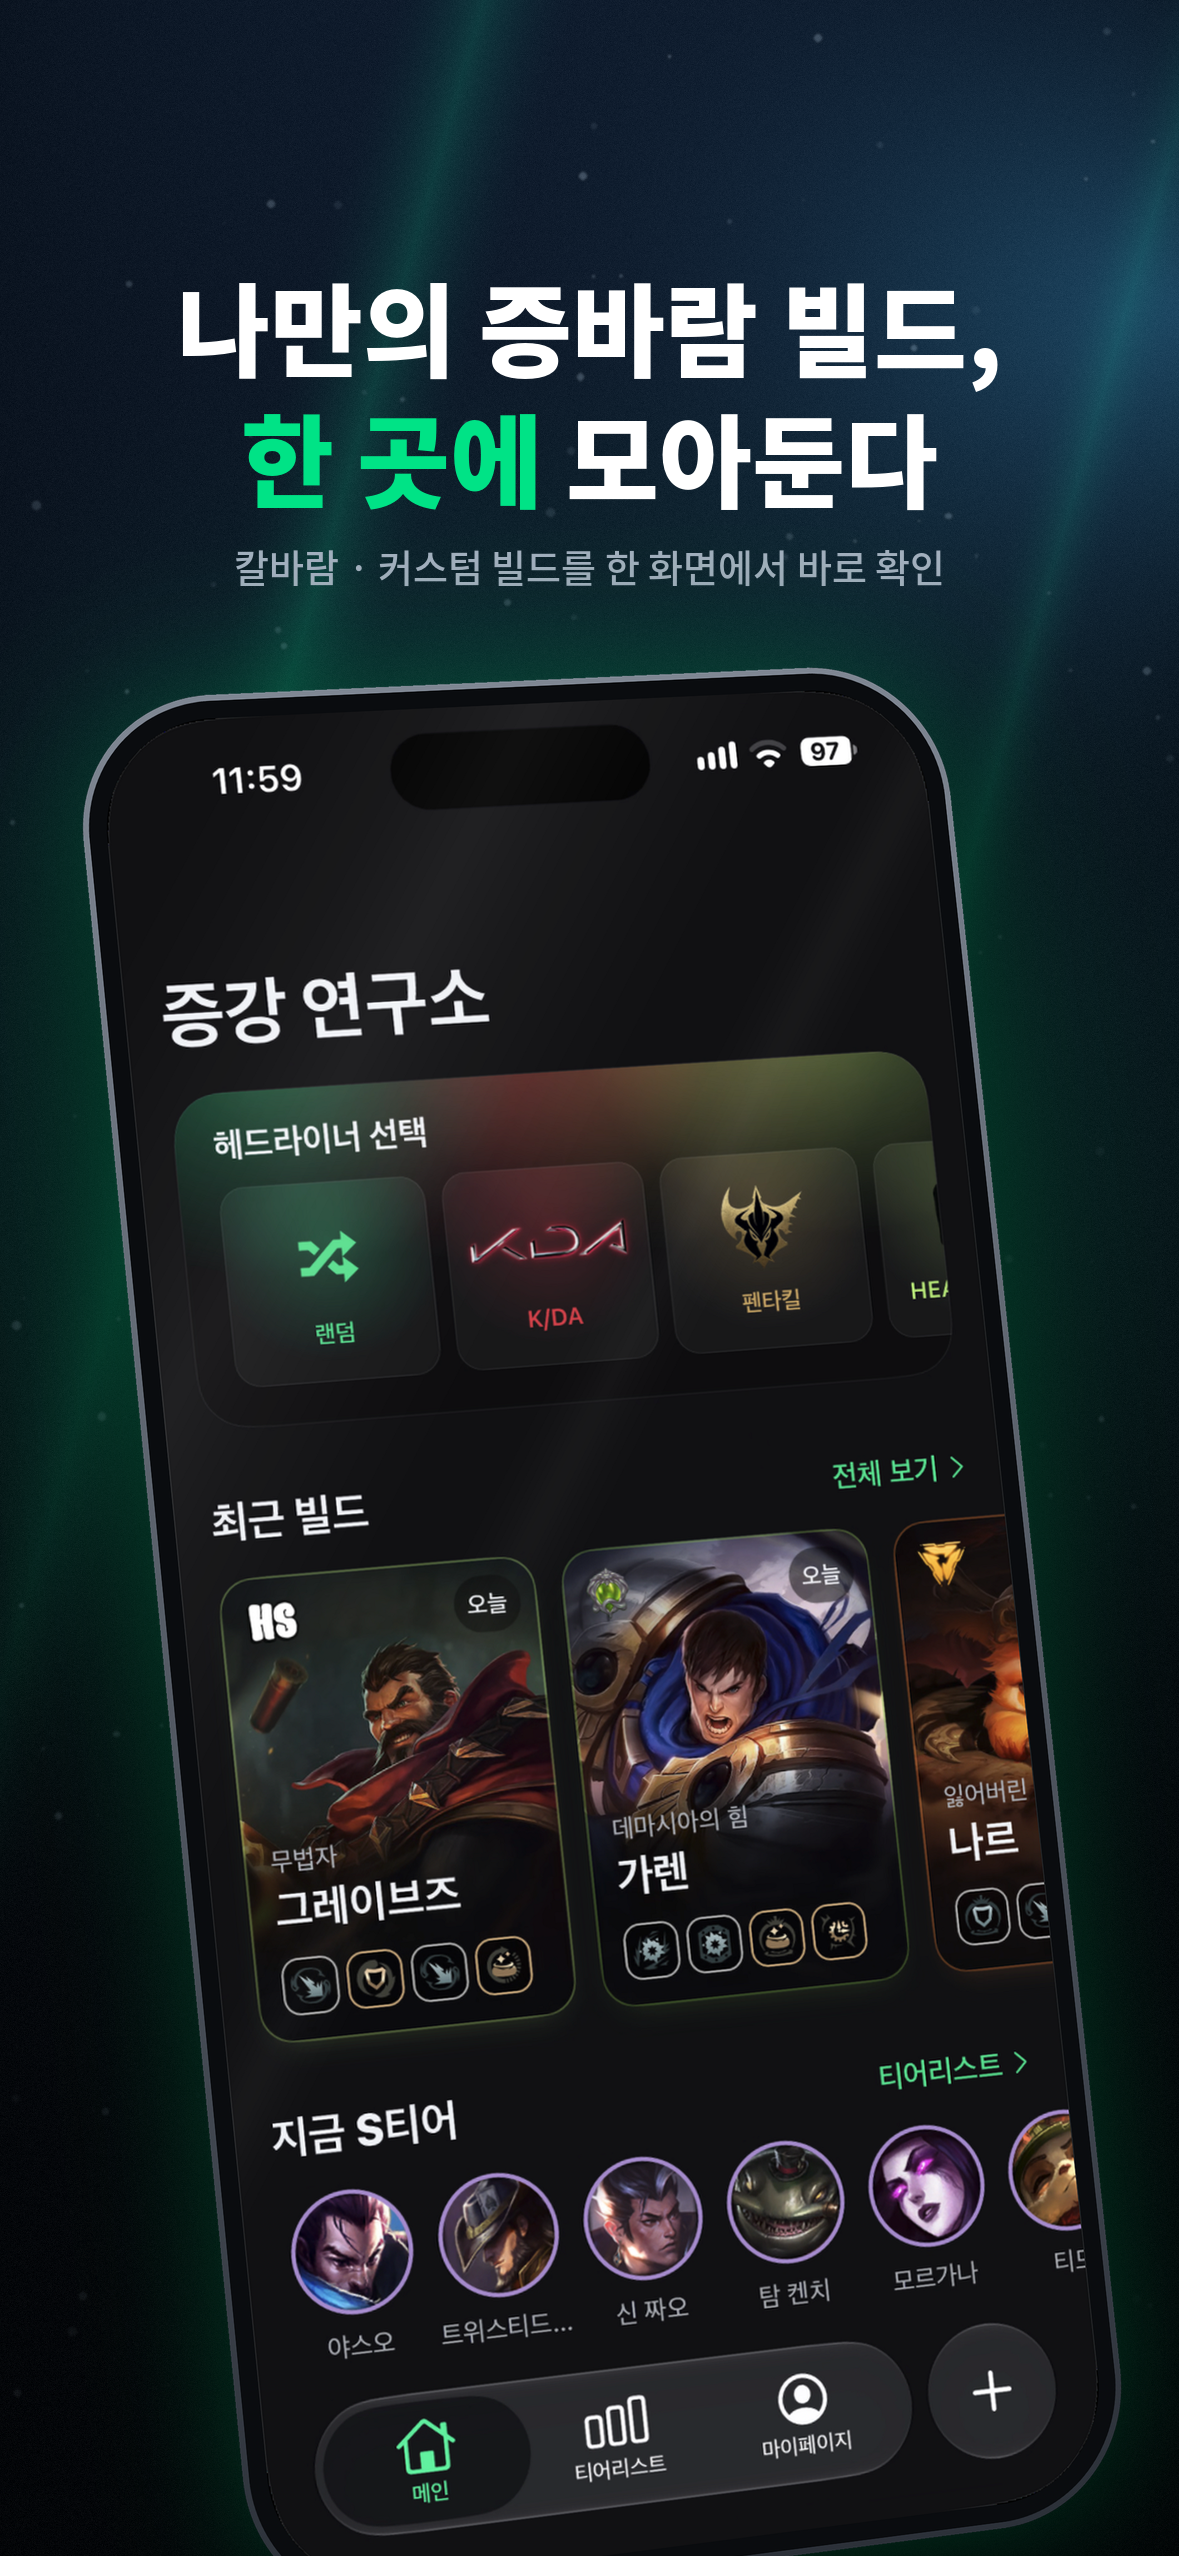 나만의 증바람 빌드,
한 곳에 모아둔다
칼바람 · 커스텀 빌드를 한 화면에서 바로 확인
11:59
97
증강 연구소
헤드라이너 선택
KDA
랜덤
K/DA
펜타킬
HEA
전체 보기 >
최근 빌드
HS
오늘
오늘
무법자
그레이브즈
데마시아의 힘
가렌
잃어버린
나르
티어리스트 >
지금 S티어
야스오
트위스티드...
신 짜오
탐 켄치
모르가나
메인
티어리스트
마이페이지